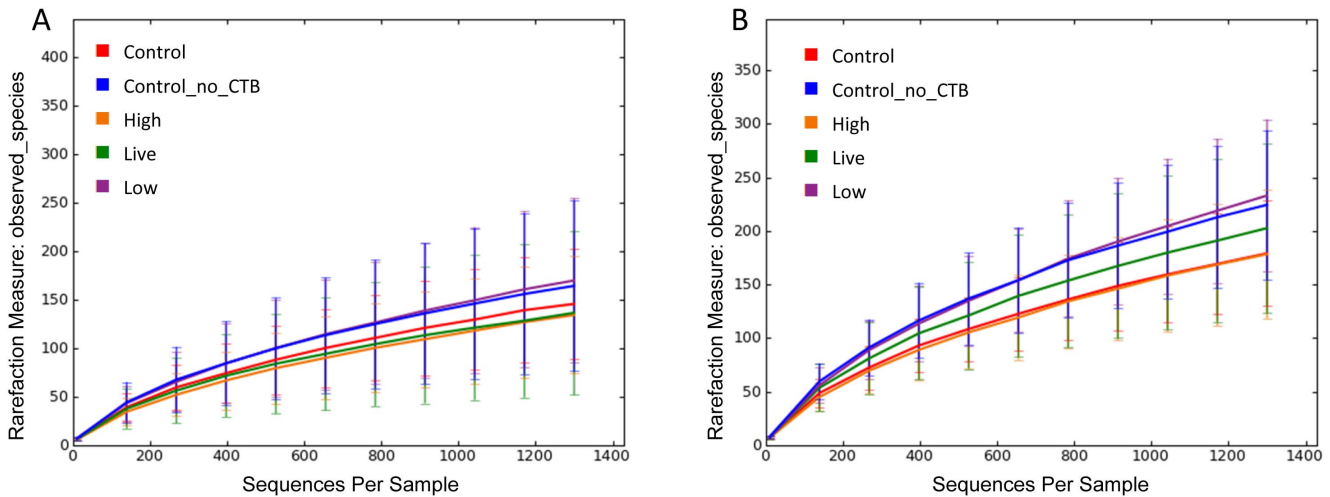 A
Rarefaction Measure: observed_species
400
350
300
250
200
150
100
50
0
Control
Control_no_CTB
High
Live
Low
0 200 400 600 800 1000 1200 1400
Sequences Per Sample
B
Rarefaction Measure: observed_species
350
300
250
200
150
100
50
0
Control
Control_no_CTB
High
Live
Low
0 200 400 600 800 1000 1200 1400
Sequences Per Sample